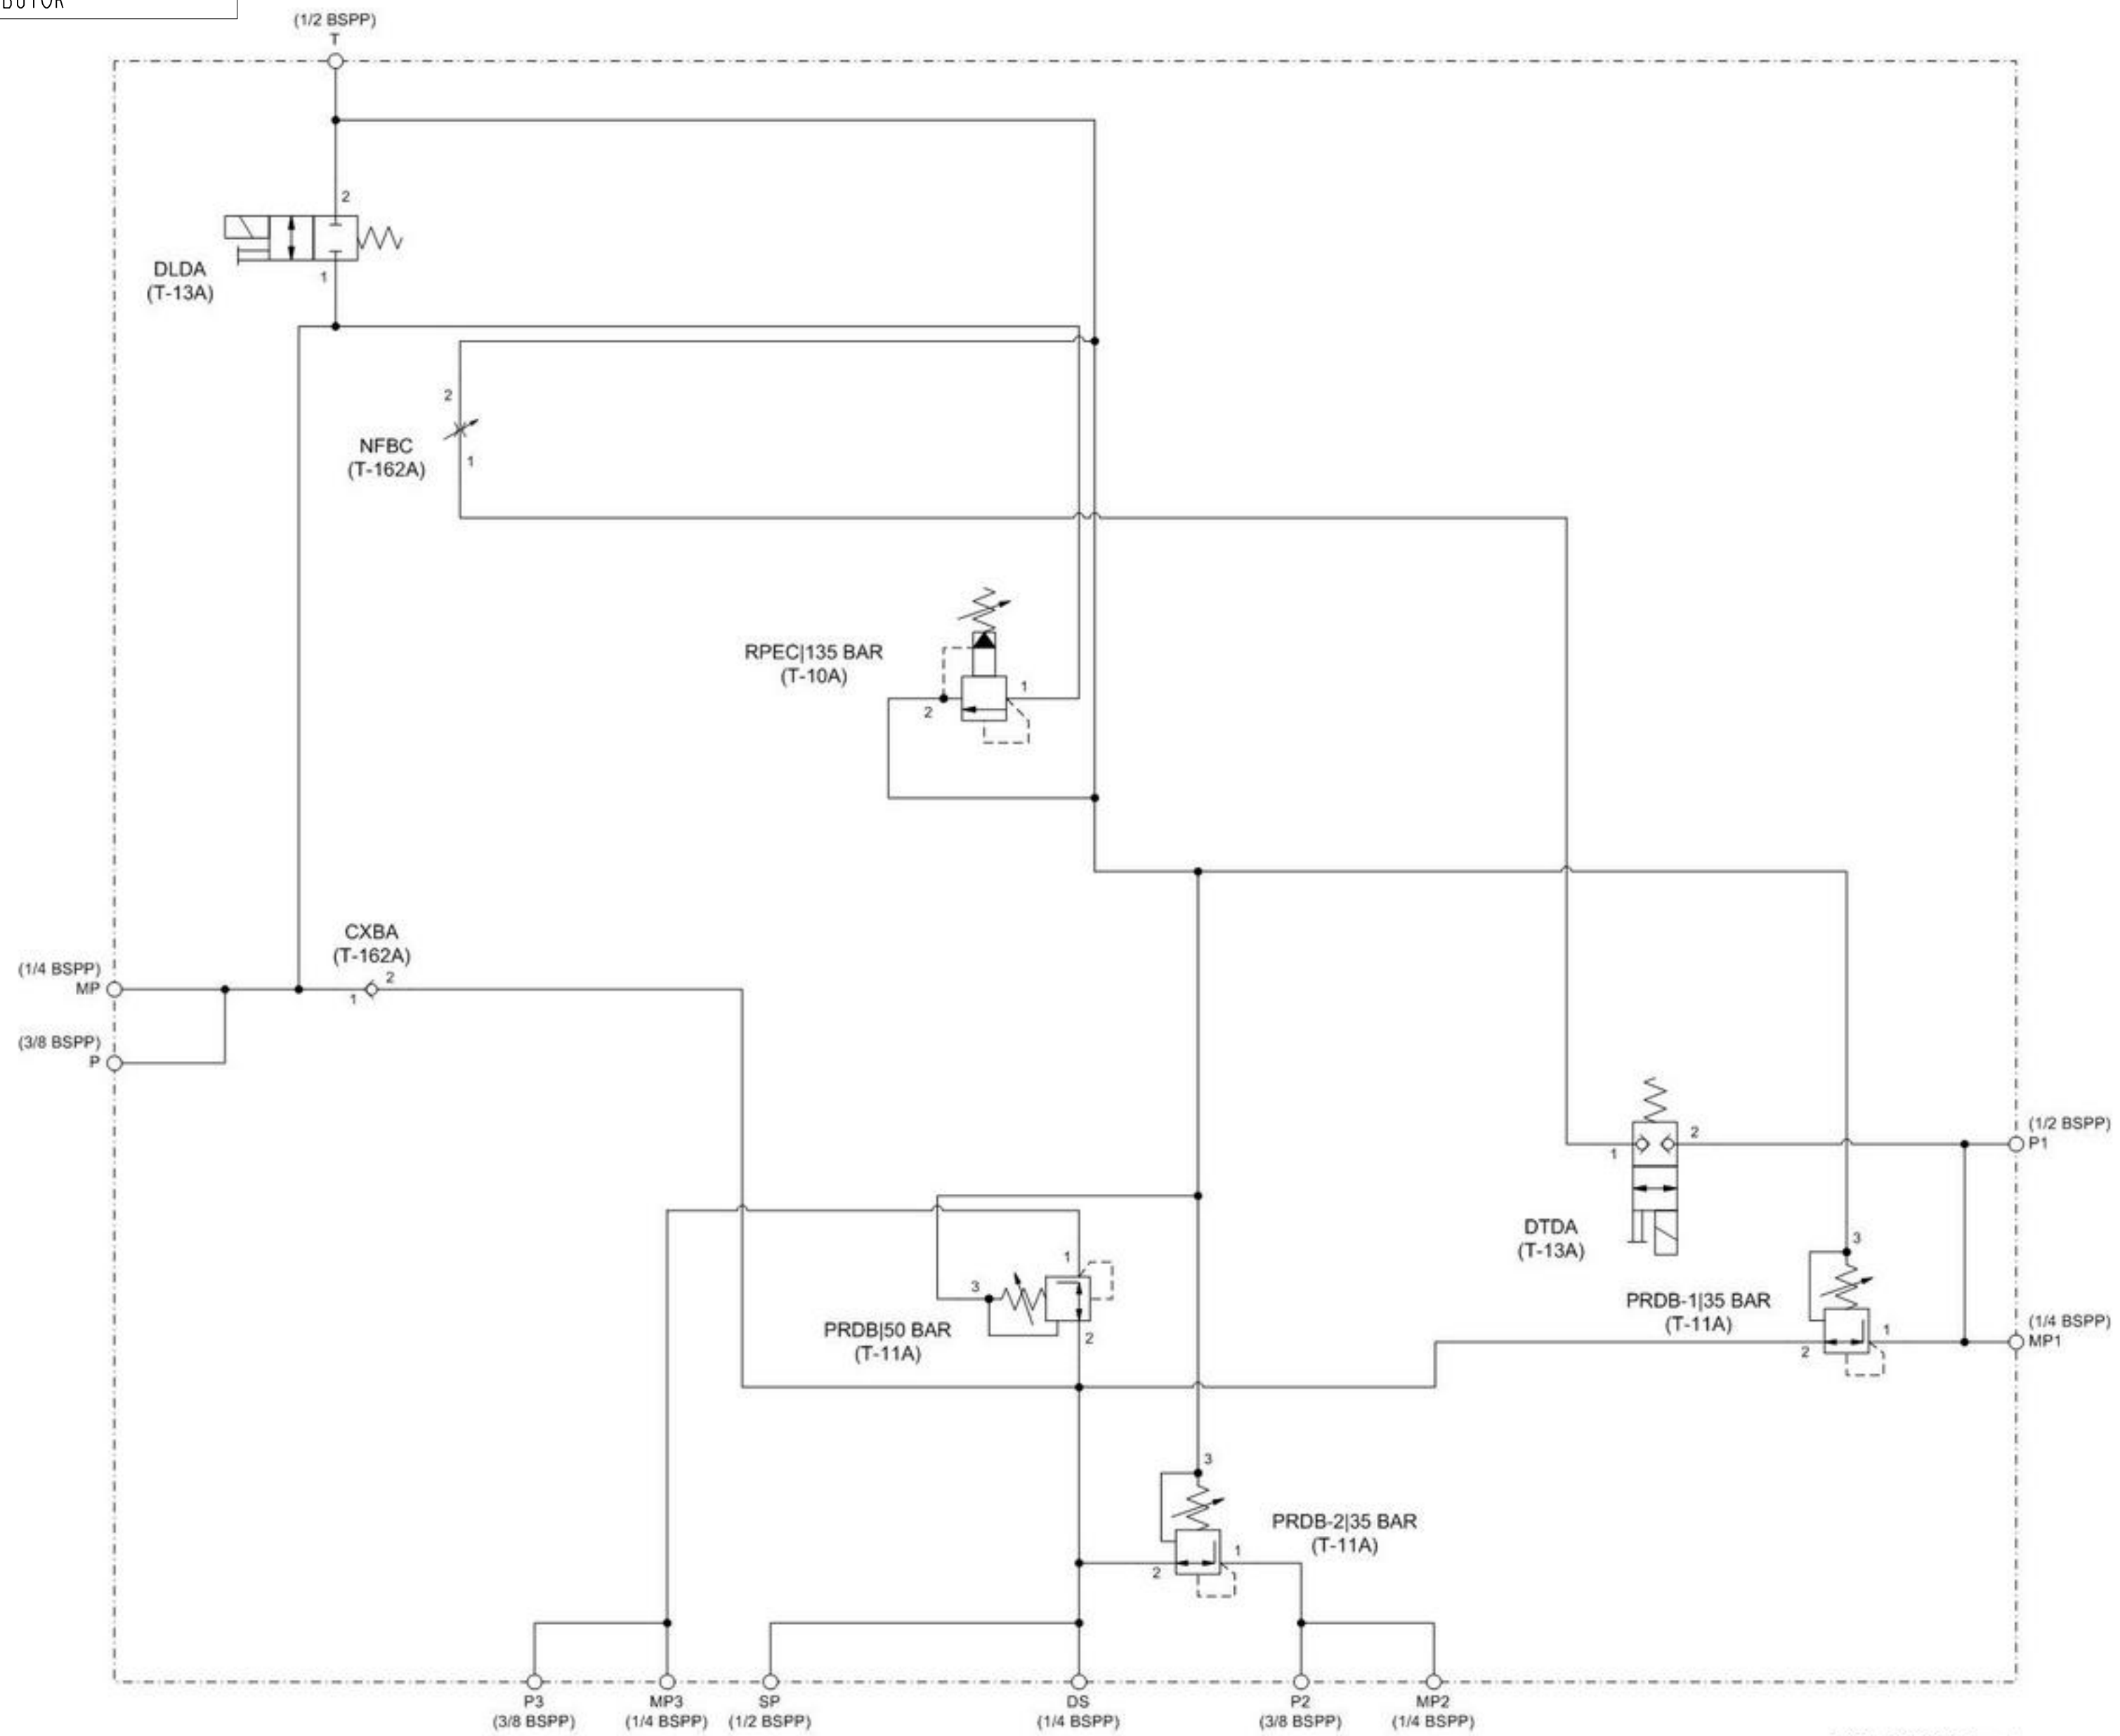 (1/2 BSPP)
T
2
DLDA
(T-13A)
1
2
NFBC
(T-162A)
1
RPEC|135 BAR
(T-10A)
1
2
CXBA
(T-162A)
(1/4 BSPP)
MP
1
2
(3/8 BSPP)
P
(1/2 BSPP)
P1
1
2
DTDA
(T-13A)
3
PRDB-1|35 BAR
(T-11A)
1
2
(1/4 BSPP)
MP1
1
3
PRDB|50 BAR
(T-11A)
2
3
PRDB-2|35 BAR
(T-11A)
1
2
P3
(3/8 BSPP)
MP3
(1/4 BSPP)
SP
(1/2 BSPP)
DS
(1/4 BSPP)
P2
(3/8 BSPP)
MP2
(1/4 BSPP)